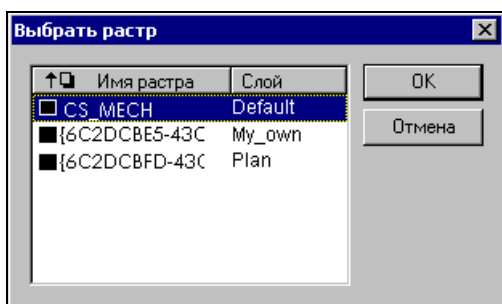 Выбрать растр
Имя растра Слой
CS_MECH Default
{6C2DCBE5-43C My_own
{6C2DCBFD-43C Plan
OK
Отмена